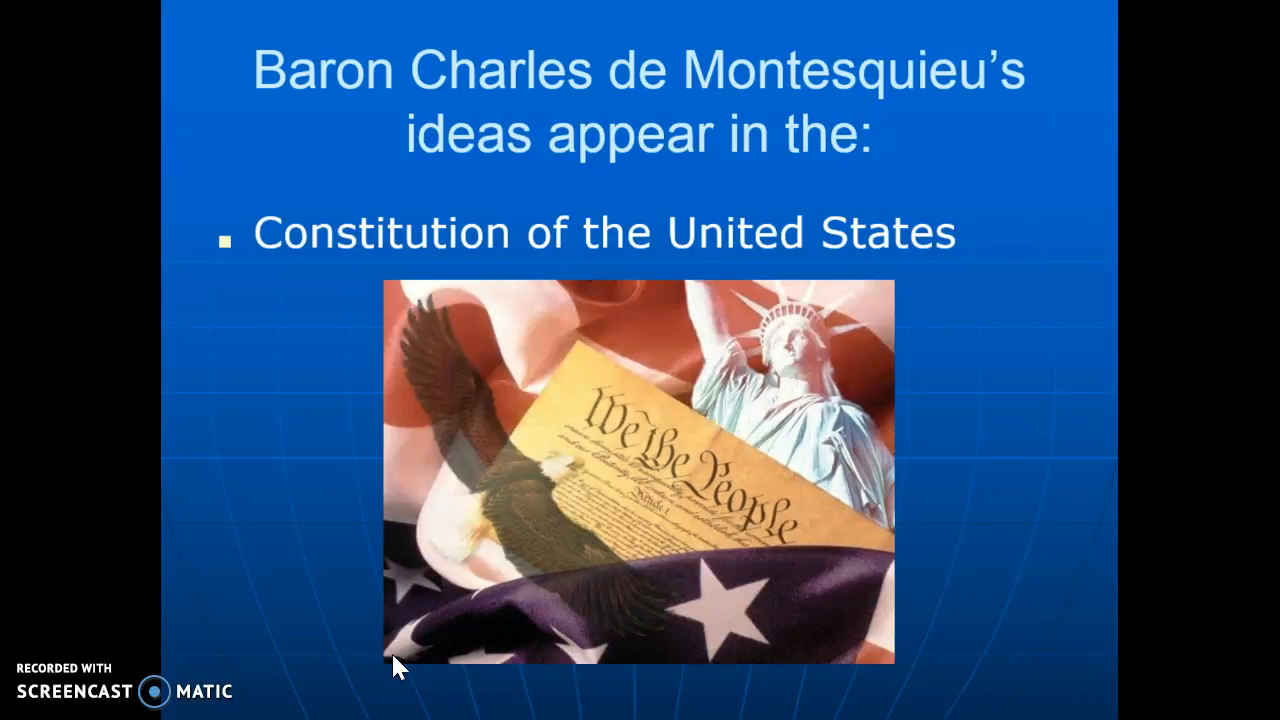 Baron Charles de Montesquieu’s
ideas appear in the:
Constitution of the United States
We the People
Article I
RECORDED WITH
SCREENCAST MATIC